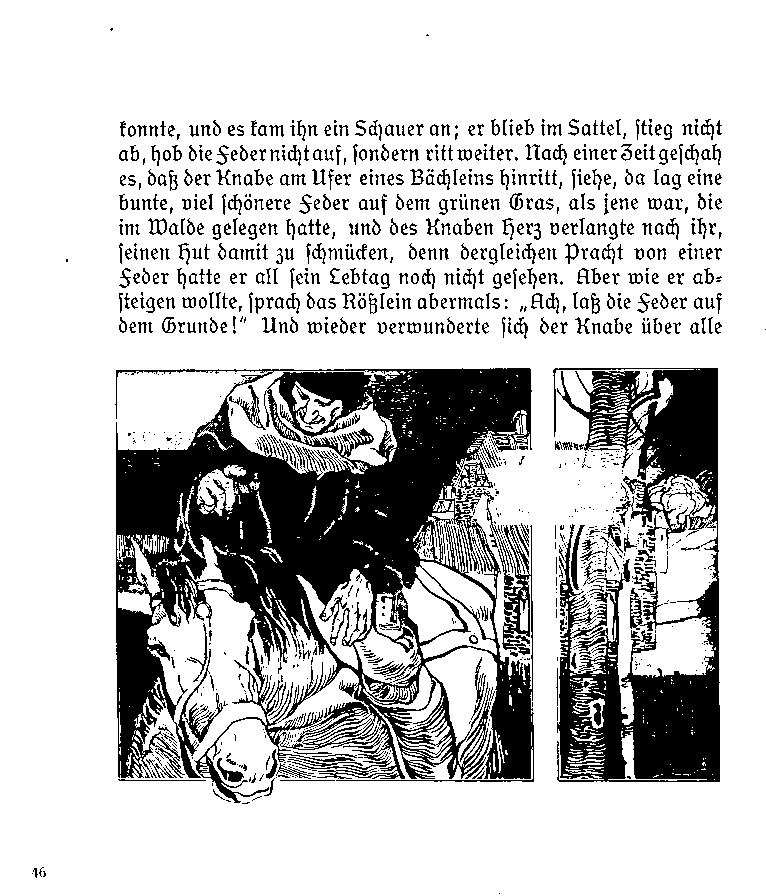 konnte, und es kam ihn ein Schauer an; er blieb im Sattel, stieg nicht
ab, hob die Feder nicht auf, sondern ritt weiter. Nach einer Zeit geschah
es, daß der Knabe am Ufer eines Bächleins hinritt, siehe, da lag eine
bunte, viel schönere Feder auf dem grünen Gras, als jene war, die
im Walde gelegen hatte, und des Knaben Herz verlangte nach ihr,
seinen Hut damit zu schmücken, denn dergleichen Pracht von einer
Feder hatte er all sein Lebtag noch nicht gesehen. Aber wie er ab-
steigen wollte, sprach das Rößlein abermals: „Ach, laß die Feder auf
dem Grunde!“ Und wieder verwunderte sich der Knabe über alle
46